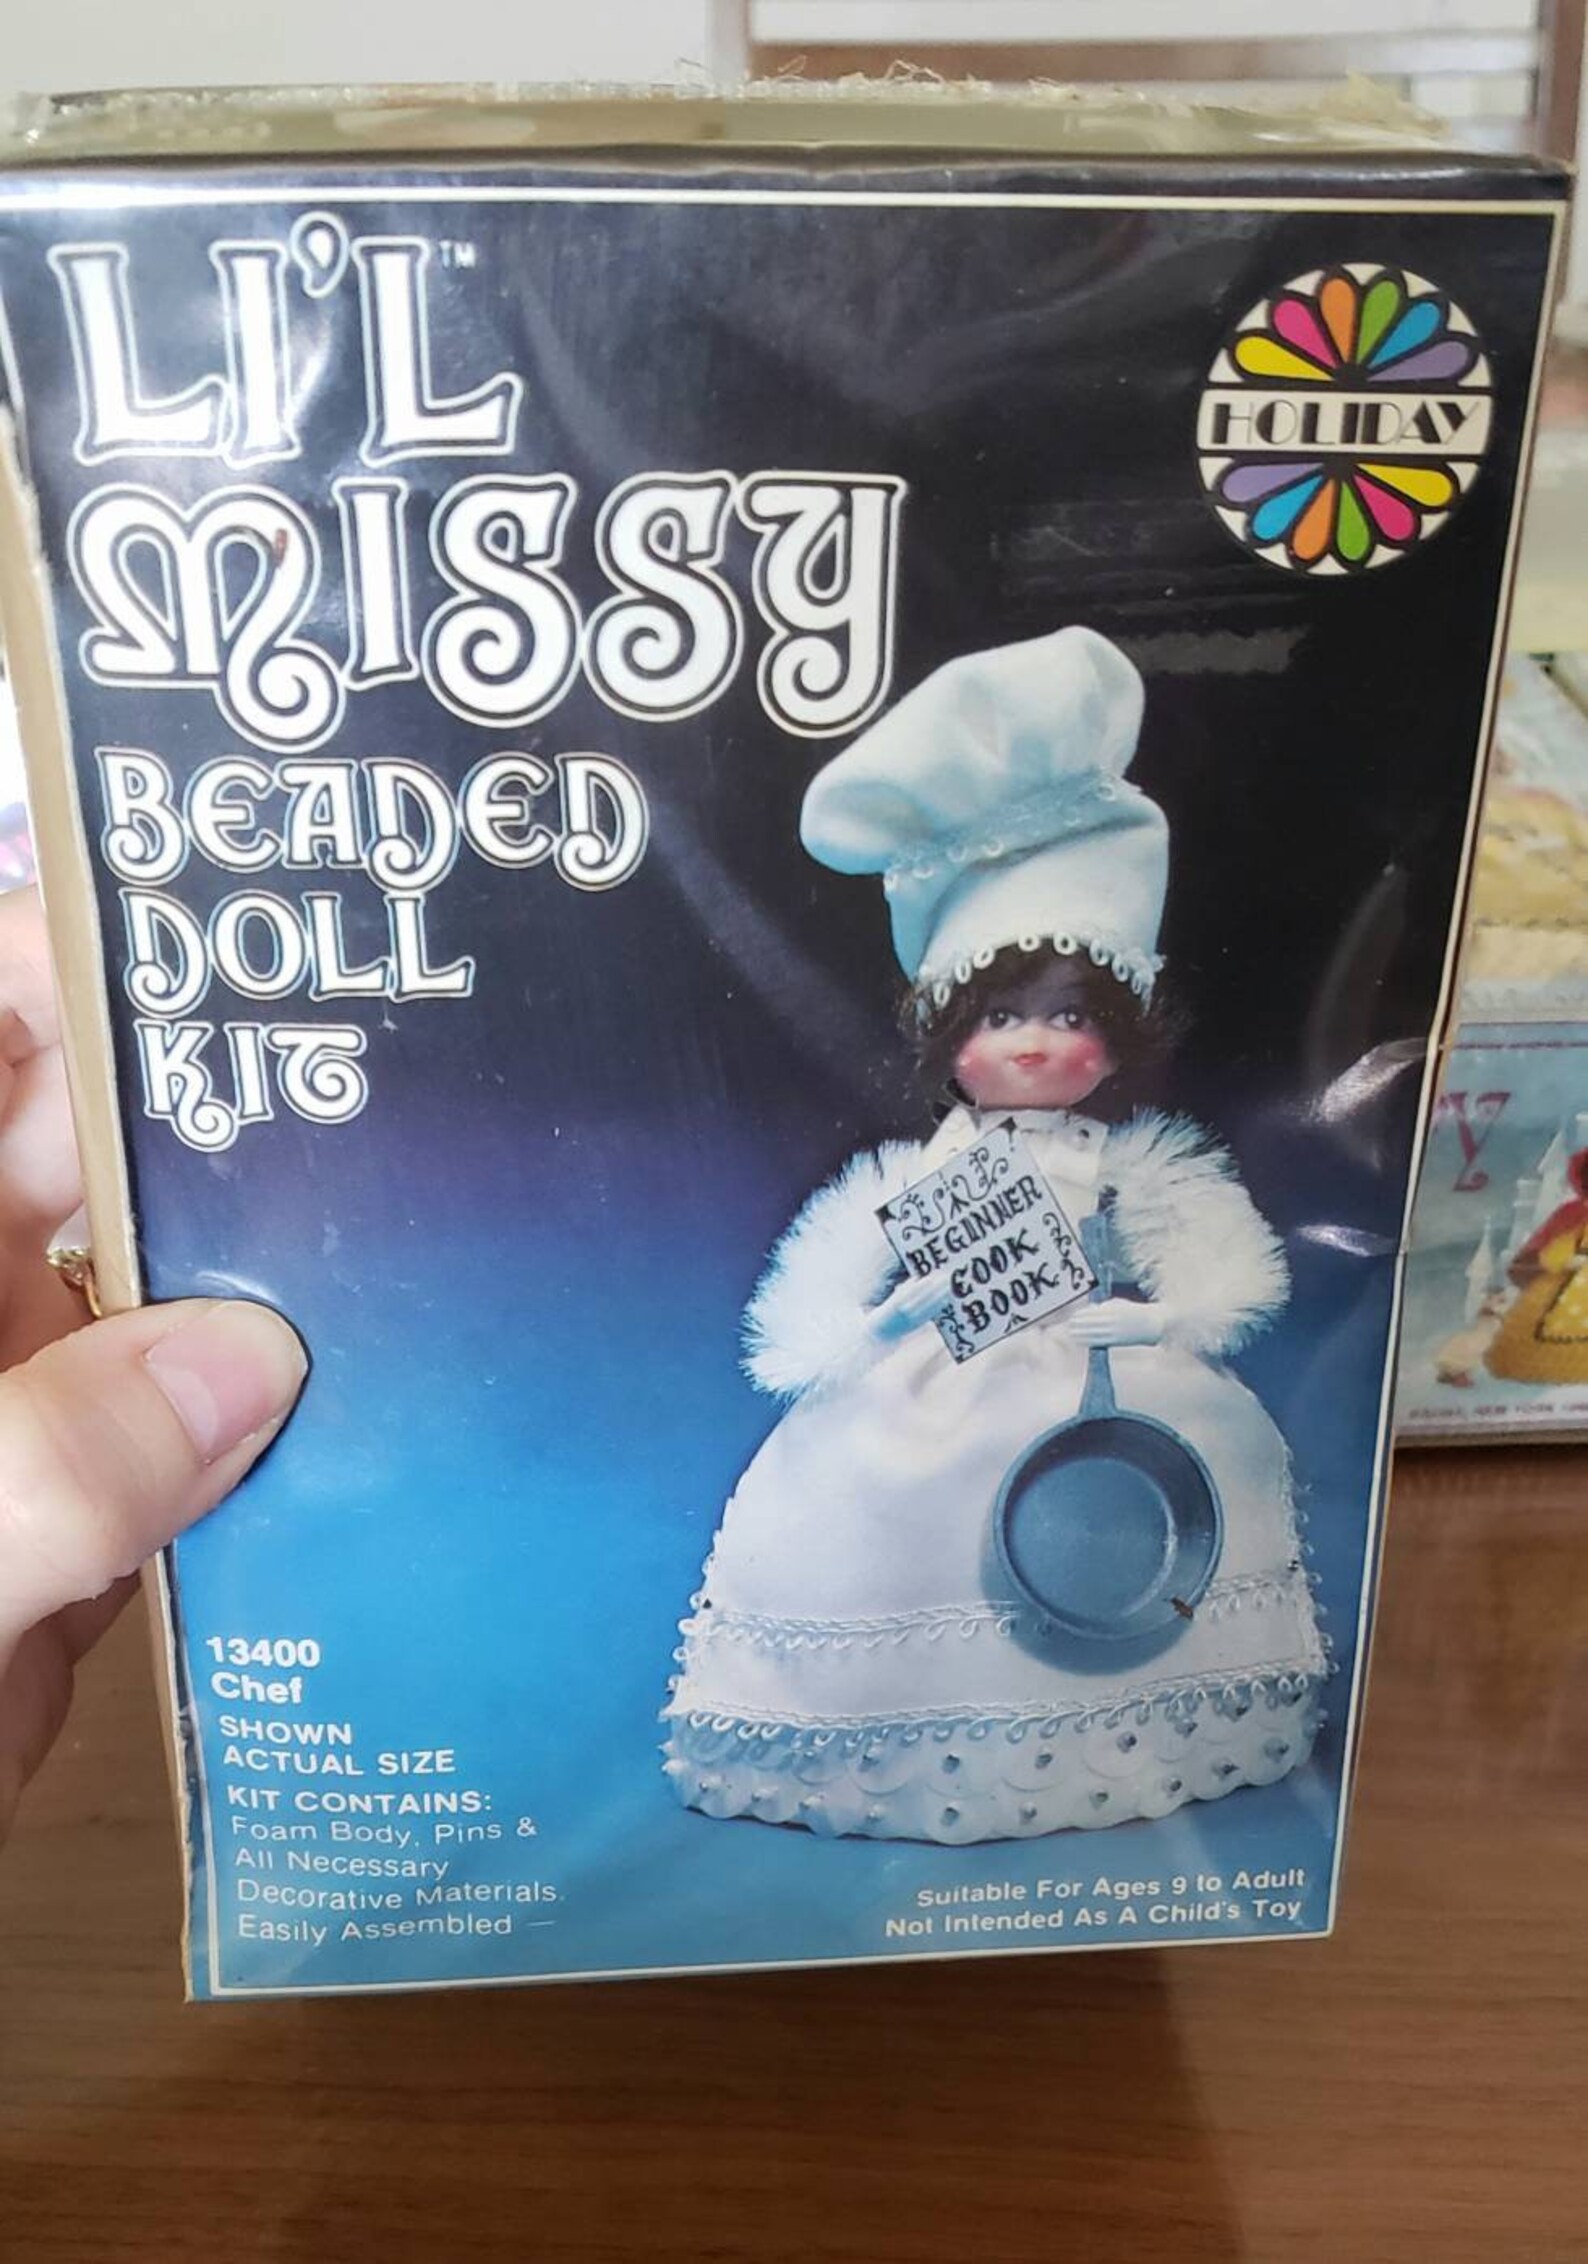 LI'L™
MISSY
BEADED
DOLL
KIT
HOLIDAY
A
BEGINNER
COOK
BOOK
13400
Chef
SHOWN
ACTUAL SIZE
KIT CONTAINS:
Foam Body, Pins &
All Necessary
Decorative Materials.
Easily Assembled —
Suitable For Ages 9 to Adult
Not Intended As A Child's Toy
Y